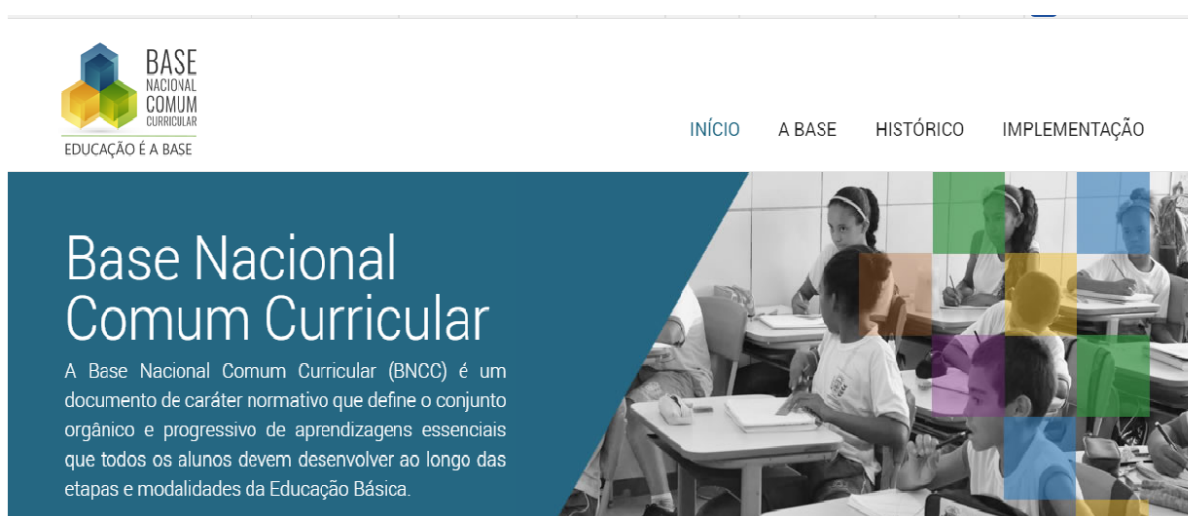 BASE
NACIONAL
COMUM
CURRICULAR
EDUCAÇÃO É A BASE
INÍCIO A BASE HISTÓRICO IMPLEMENTAÇÃO
Base Nacional
Comum Curricular
A Base Nacional Comum Curricular (BNCC) é um
documento de caráter normativo que define o conjunto
orgânico e progressivo de aprendizagens essenciais
que todos os alunos devem desenvolver ao longo das
etapas e modalidades da Educação Básica.